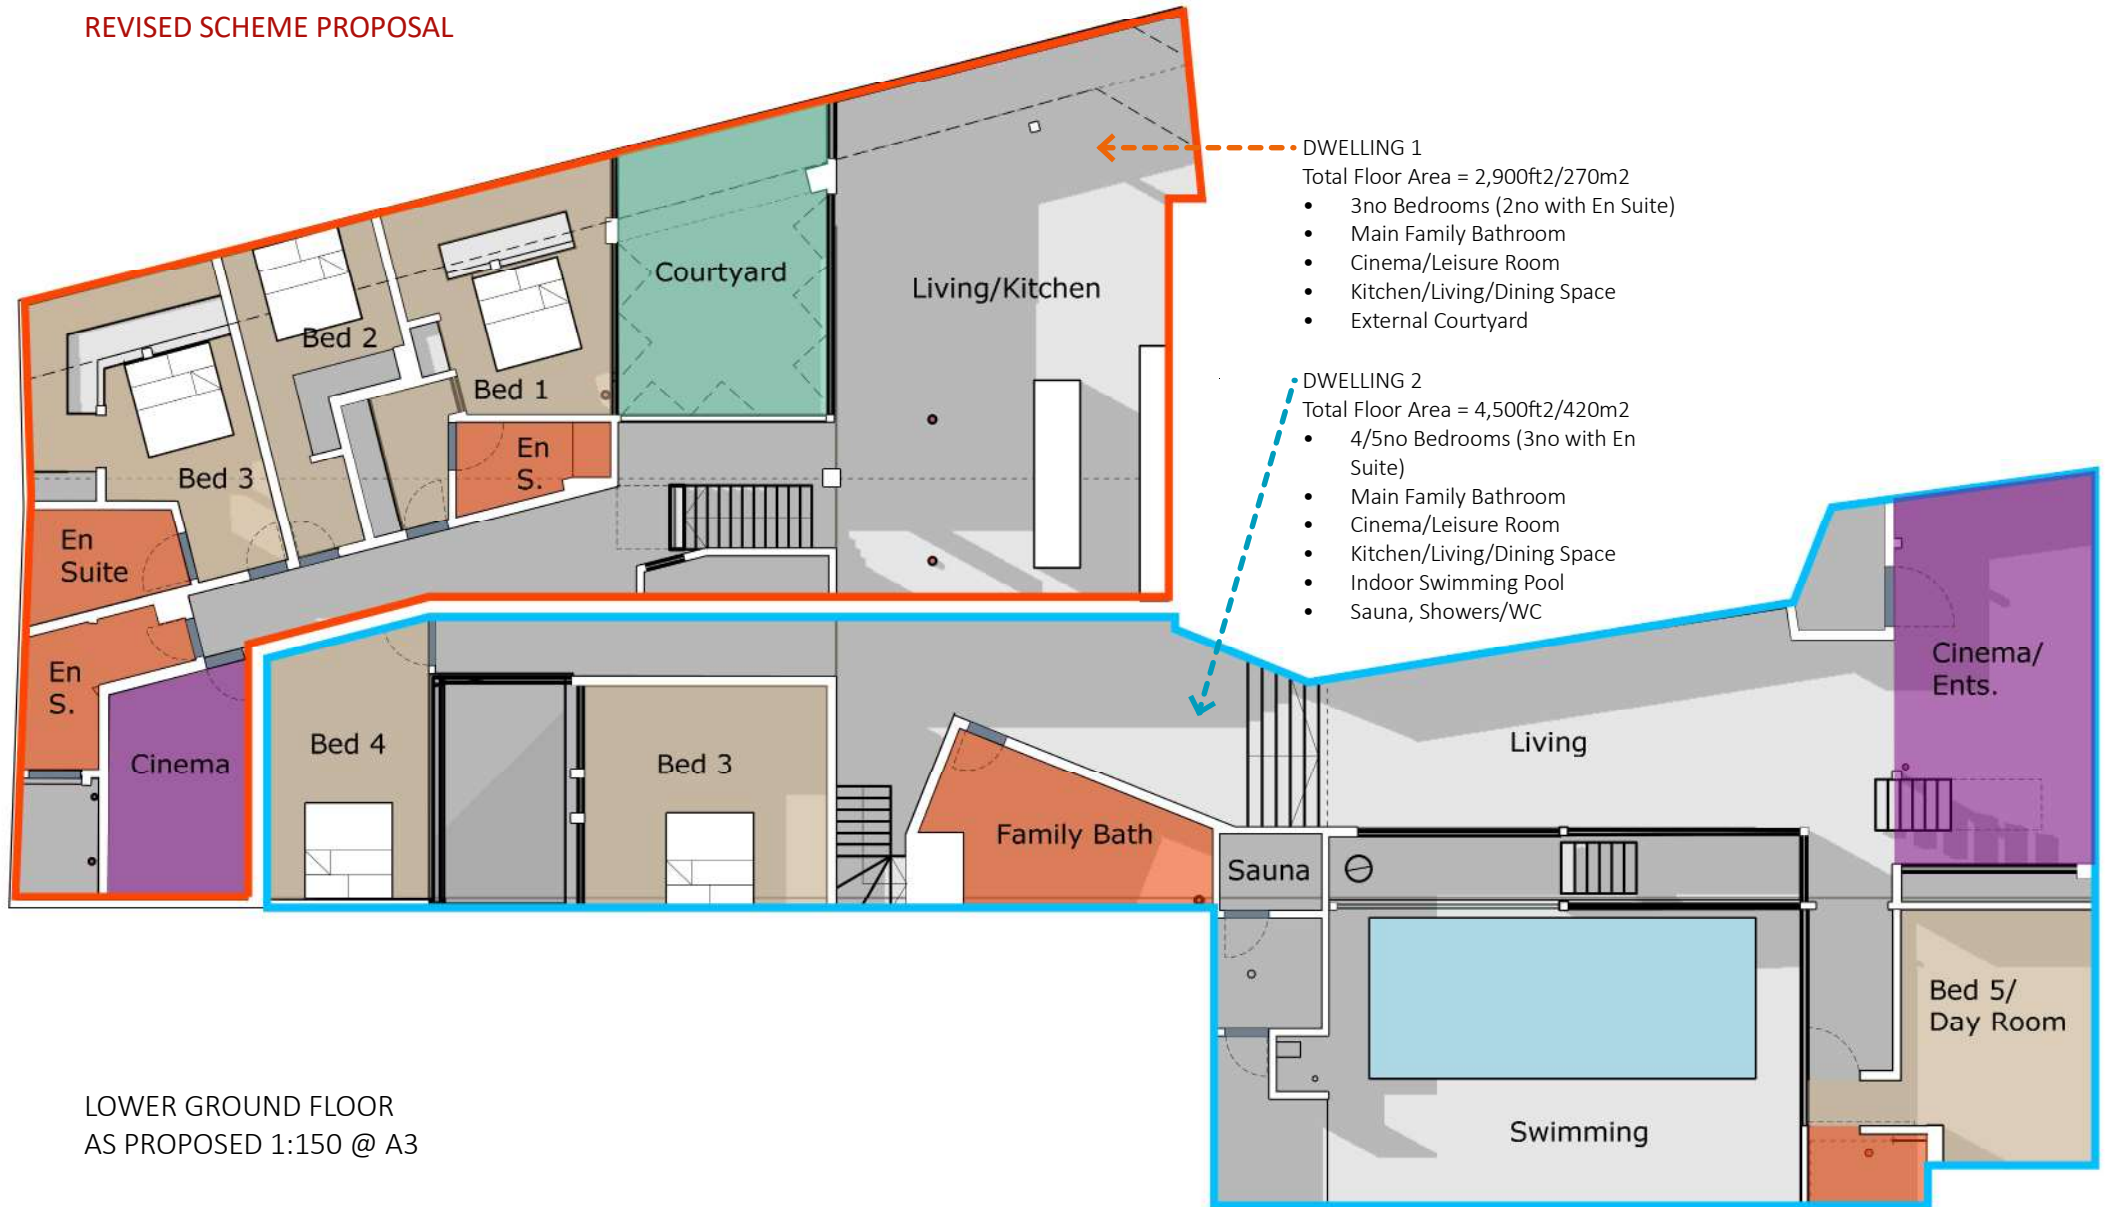 REVISED SCHEME PROPOSAL
DWELLING 1
Total Floor Area = 2,900ft2/270m2
• 3no Bedrooms (2no with En Suite)
• Main Family Bathroom
• Cinema/Leisure Room
• Kitchen/Living/Dining Space
• External Courtyard
DWELLING 2
Total Floor Area = 4,500ft2/420m2
• 4/5no Bedrooms (3no with En
Suite)
• Main Family Bathroom
• Cinema/Leisure Room
• Kitchen/Living/Dining Space
• Indoor Swimming Pool
• Sauna, Showers/WC
Courtyard
Living/Kitchen
Bed 2
Bed 1
Bed 3
En
S.
En
Suite
En
S.
Cinema
Bed 4
Bed 3
Family Bath
Sauna
Living
Cinema/
Ents.
Bed 5/
Day Room
Swimming
LOWER GROUND FLOOR
AS PROPOSED 1:150 @ A3